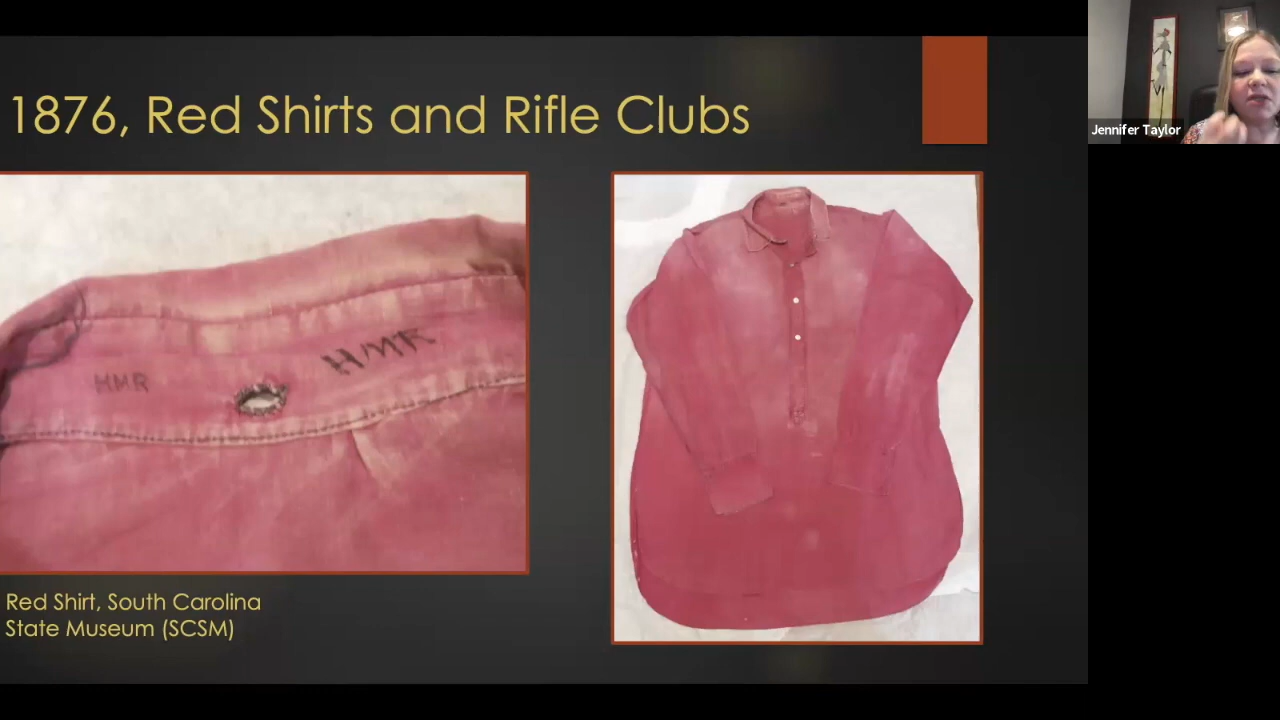 1876, Red Shirts and Rifle Clubs
HMR
HMR
Red Shirt, South Carolina
State Museum (SCSM)
Jennifer Taylor